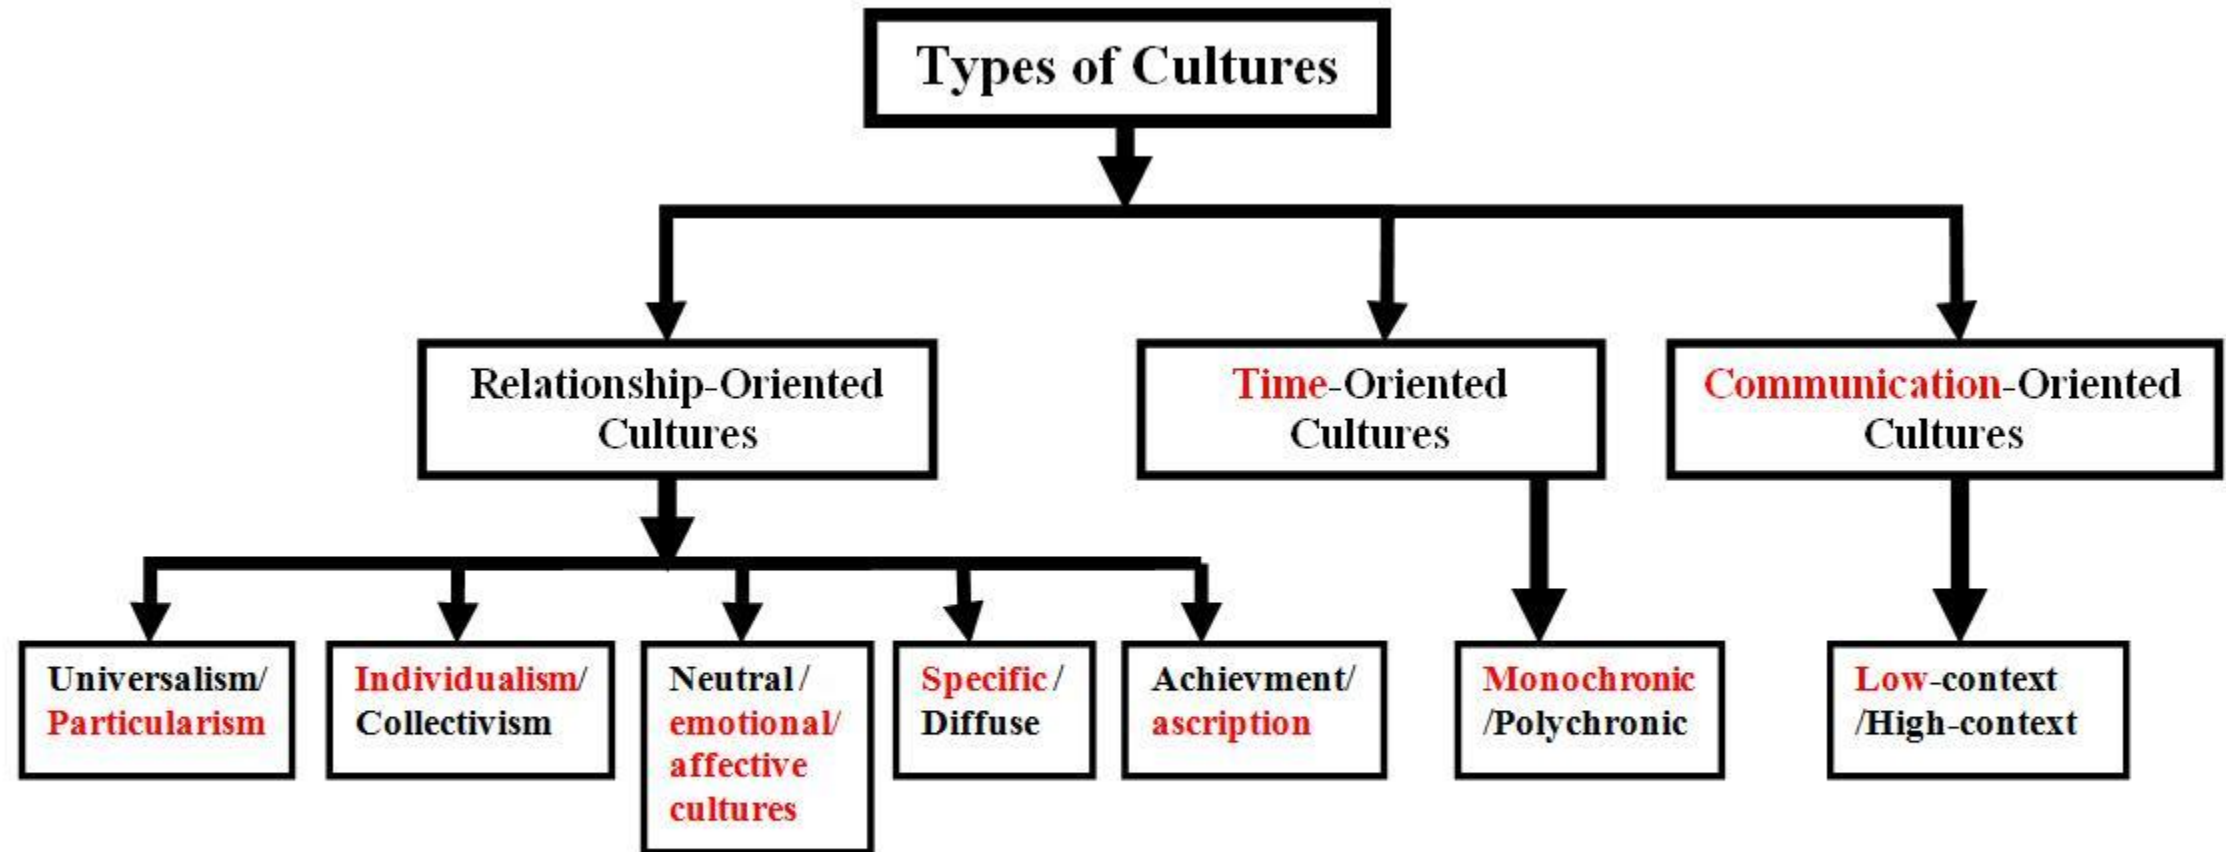 Types of Cultures
Relationship-Oriented
Cultures
Time-Oriented
Cultures
Communication-Oriented
Cultures
Universalism/
Particularism
Individualism/
Collectivism
Neutral /
emotional/
affective
cultures
Specific /
Diffuse
Achievment/
ascription
Monochronic
/Polychronic
Low-context
/High-context